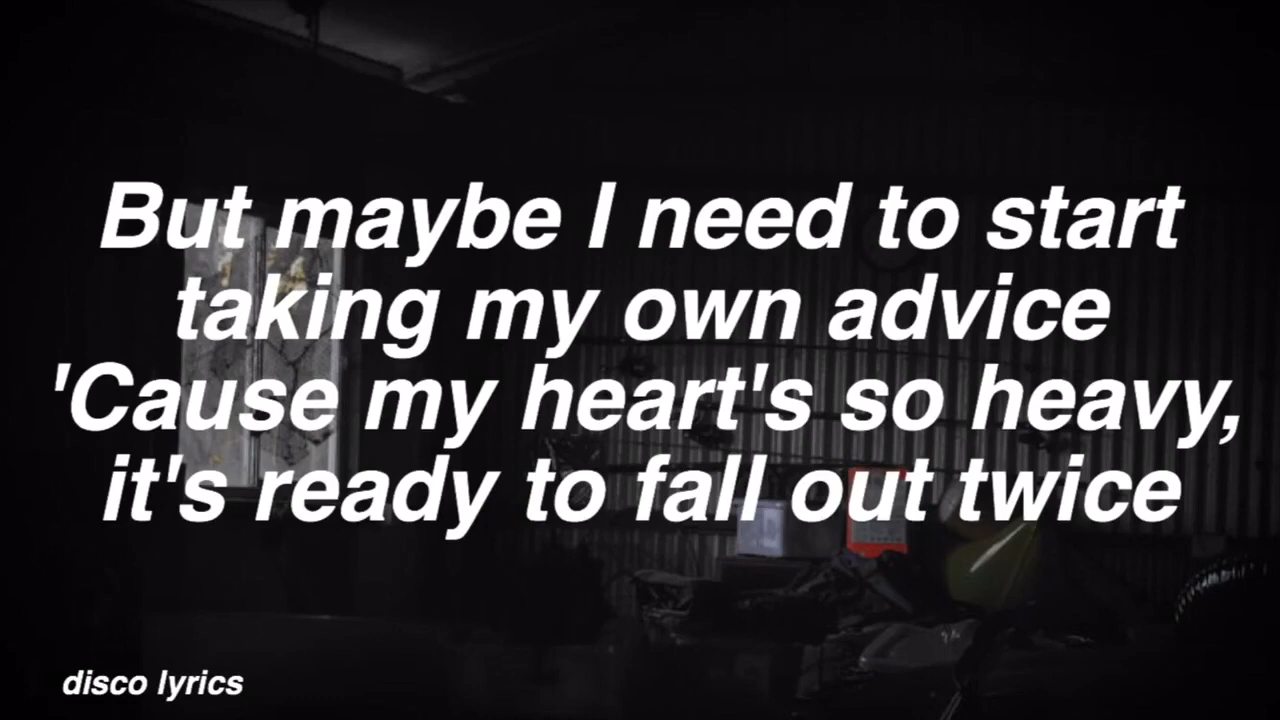 But maybe I need to start
taking my own advice
'Cause my heart's so heavy,
it's ready to fall out twice
disco lyrics